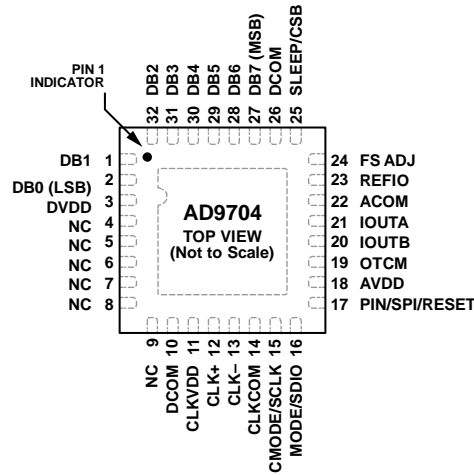 PIN 1
INDICATOR
32 DB2
31 DB3
30 DB4
29 DB5
28 DB6
27 DB7 (MSB)
26 DCOM
25 SLEEP/CSB
DB1 1
DB0 (LSB) 2
DVDD 3
NC 4
NC 5
NC 6
NC 7
NC 8
AD9704
TOP VIEW
(Not to Scale)
24 FS ADJ
23 REFIO
22 ACOM
21 IOUTA
20 IOUTB
19 OTCM
18 AVDD
17 PIN/SPI/RESET
NC 9
DCOM 10
CLKVDD 11
CLK+ 12
CLK– 13
CLKCOM 14
CMODE/SCLK 15
MODE/SDIO 16